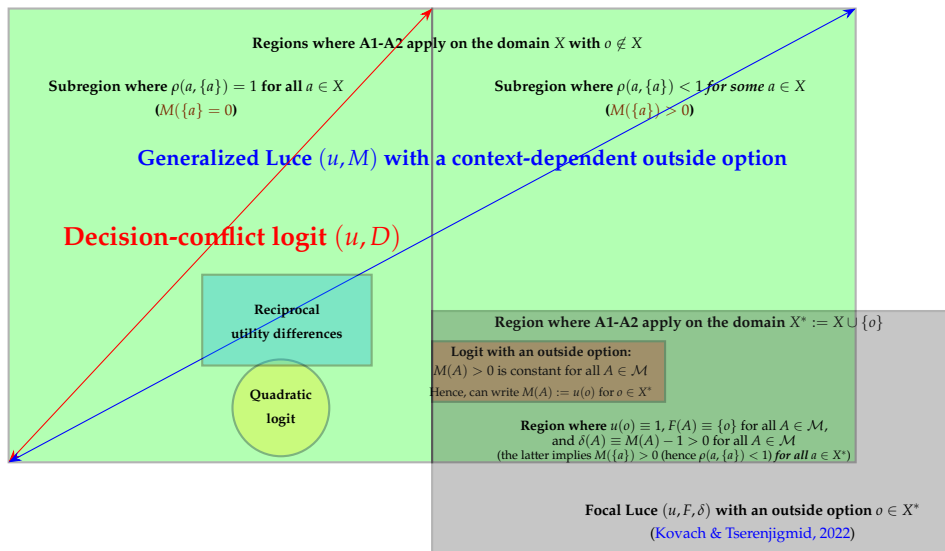 Regions where A1-A2 apply on the domain X with o ∉ X
Subregion where ρ(a, {a}) = 1 for all a ∈ X
(M({a} = 0)
Subregion where ρ(a, {a}) < 1 for some a ∈ X
(M({a}) > 0)
Generalized Luce (u, M) with a context-dependent outside option
Decision-conflict logit (u, D)
Reciprocal
utility differences
Quadratic
logit
Region where A1-A2 apply on the domain X* := X ∪ {o}
Logit with an outside option:
M(A) > 0 is constant for all A ∈ ℳ
Hence, can write M(A) := u(o) for o ∈ X*
Region where u(o) ≡ 1, F(A) ≡ {o} for all A ∈ ℳ,
and δ(A) ≡ M(A) − 1 > 0 for all A ∈ ℳ
(the latter implies M({a}) > 0 (hence ρ(a, {a}) < 1) for all a ∈ X*)
Focal Luce (u, F, δ) with an outside option o ∈ X*
(Kovach & Tserenjigmid, 2022)